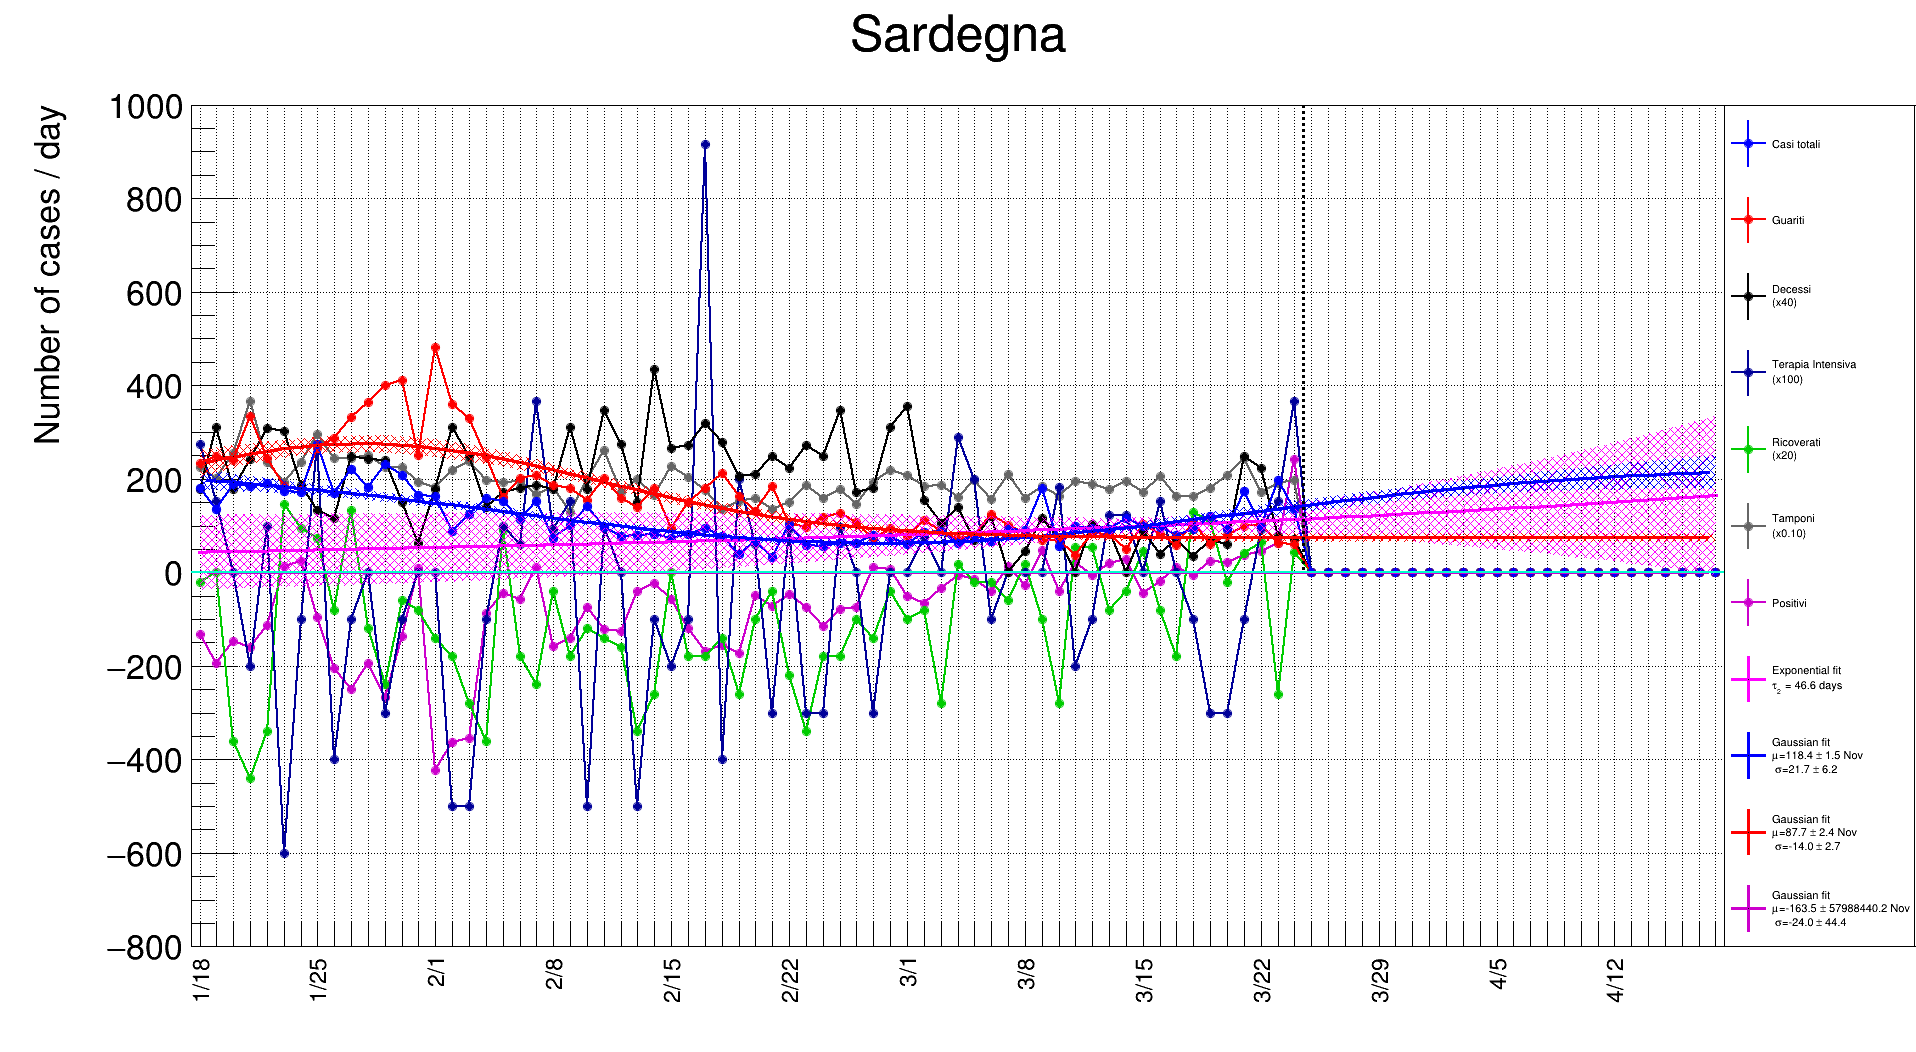 Sardegna
Number of cases / day
1000
800
600
400
200
0
−200
−400
−600
−800
1/18
1/25
2/1
2/8
2/15
2/22
3/1
3/8
3/15
3/22
3/29
4/5
4/12
Casi totali
Guariti
Decessi
(x40)
Terapia Intensiva
(x100)
Ricoverati
(x20)
Tamponi
(x0.10)
Positivi
Exponential fit
τ₂ = 46.6 days
Gaussian fit
μ=118.4 ± 1.5 Nov
σ=21.7 ± 6.2
Gaussian fit
μ=87.7 ± 2.4 Nov
σ=-14.0 ± 2.7
Gaussian fit
μ=-163.5 ± 57988440.2 Nov
σ=-24.0 ± 44.4